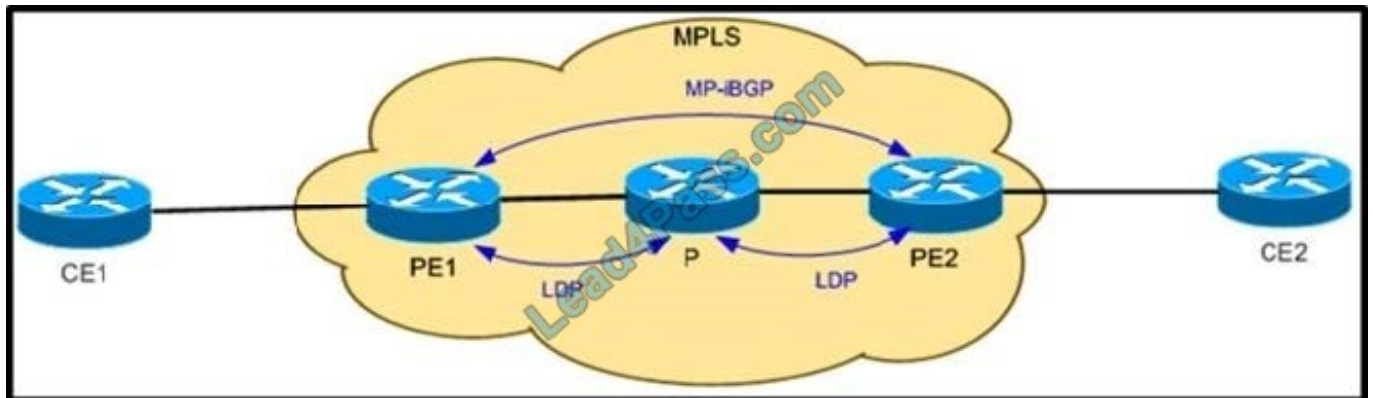 MPLS
MP-iBGP
CE1
PE1
P
PE2
CE2
LDP
LDP
Lead4Pass.com